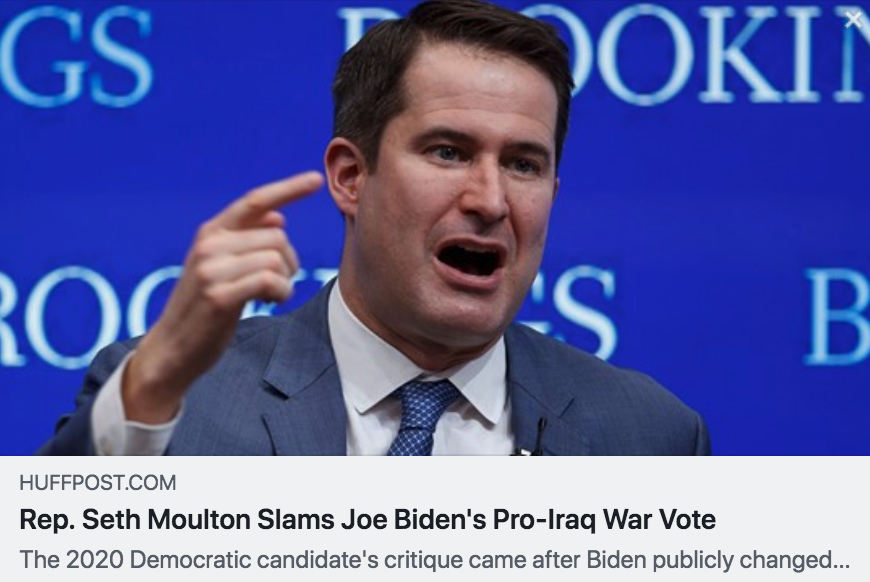 GS
BROOKIN
ROO
GS
B
HUFFPOST.COM
Rep. Seth Moulton Slams Joe Biden's Pro-Iraq War Vote
The 2020 Democratic candidate's critique came after Biden publicly changed...